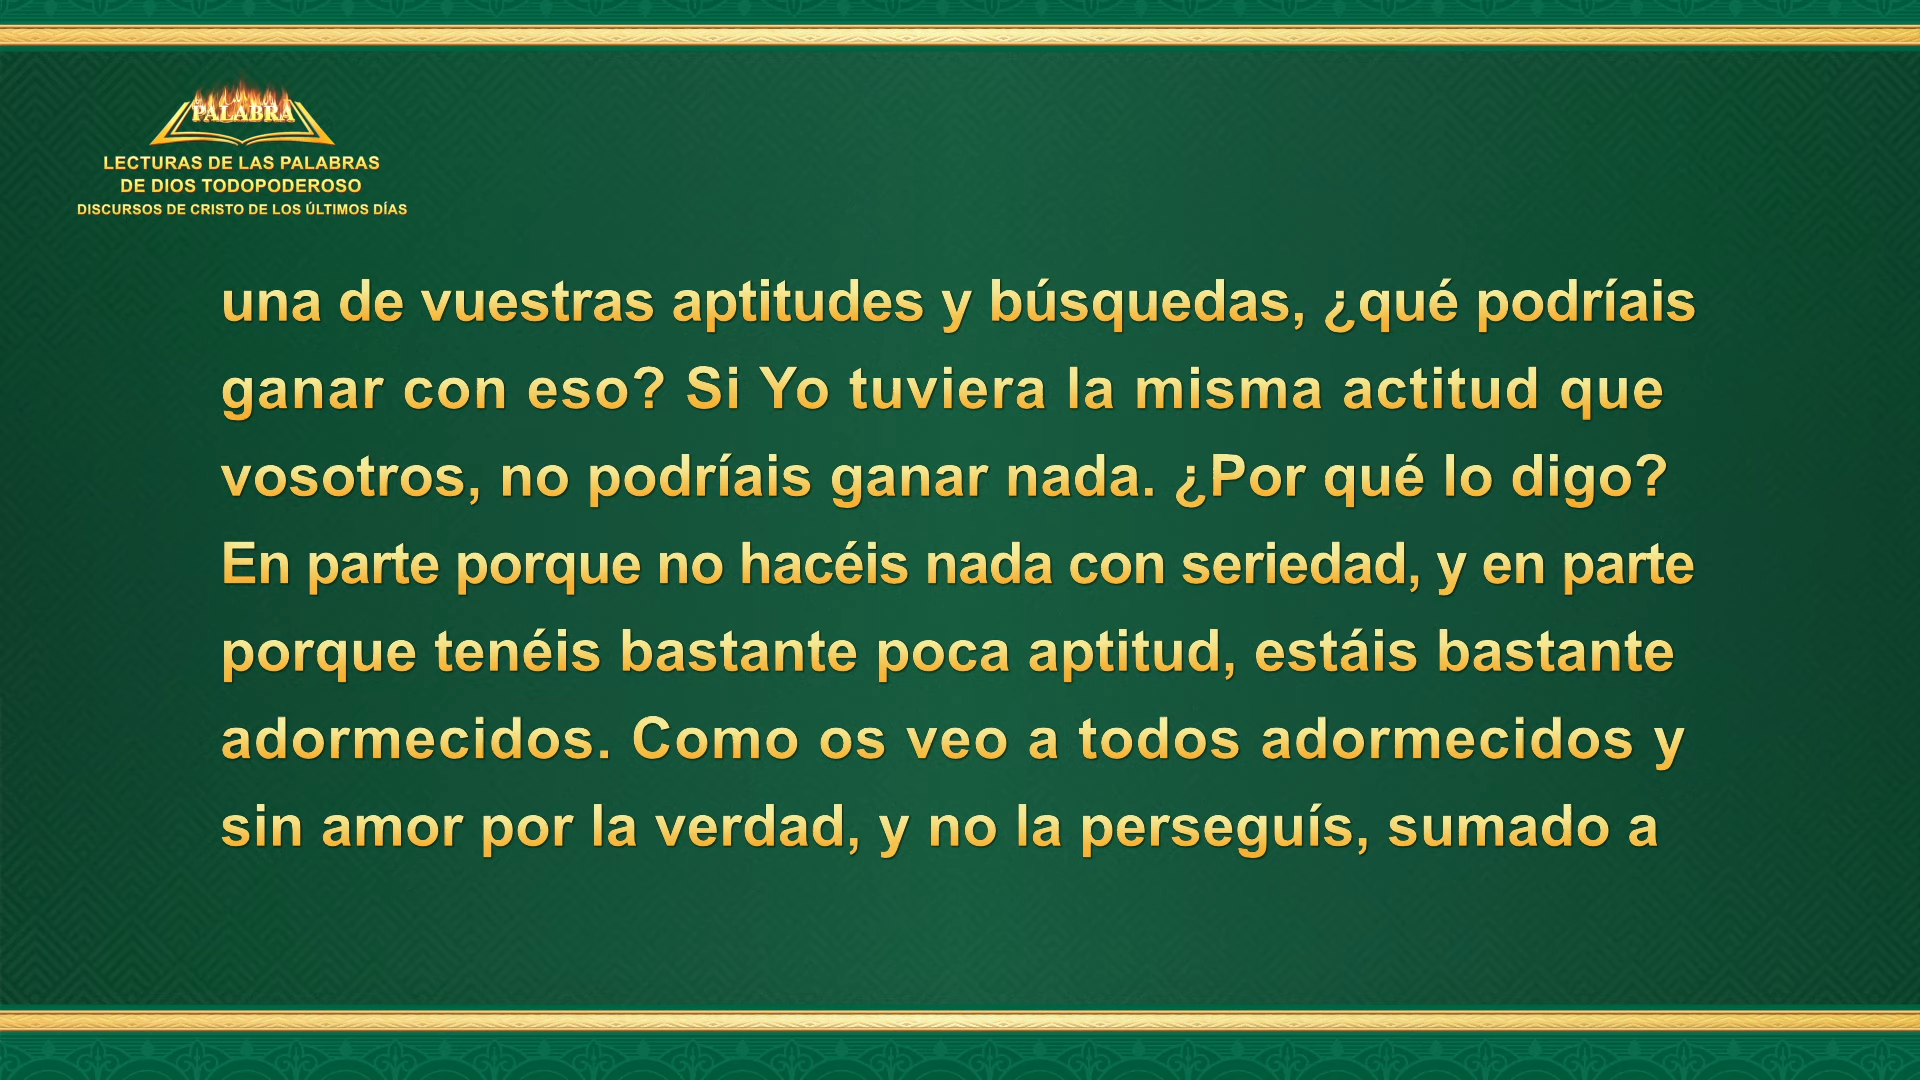 PALABRA
LECTURAS DE LAS PALABRAS
DE DIOS TODOPODEROSO
DISCURSOS DE CRISTO DE LOS ÚLTIMOS DÍAS
una de vuestras aptitudes y búsquedas, ¿qué podríais
ganar con eso? Si Yo tuviera la misma actitud que
vosotros, no podríais ganar nada. ¿Por qué lo digo?
En parte porque no hacéis nada con seriedad, y en parte
porque tenéis bastante poca aptitud, estáis bastante
adormecidos. Como os veo a todos adormecidos y
sin amor por la verdad, y no la perseguís, sumado a